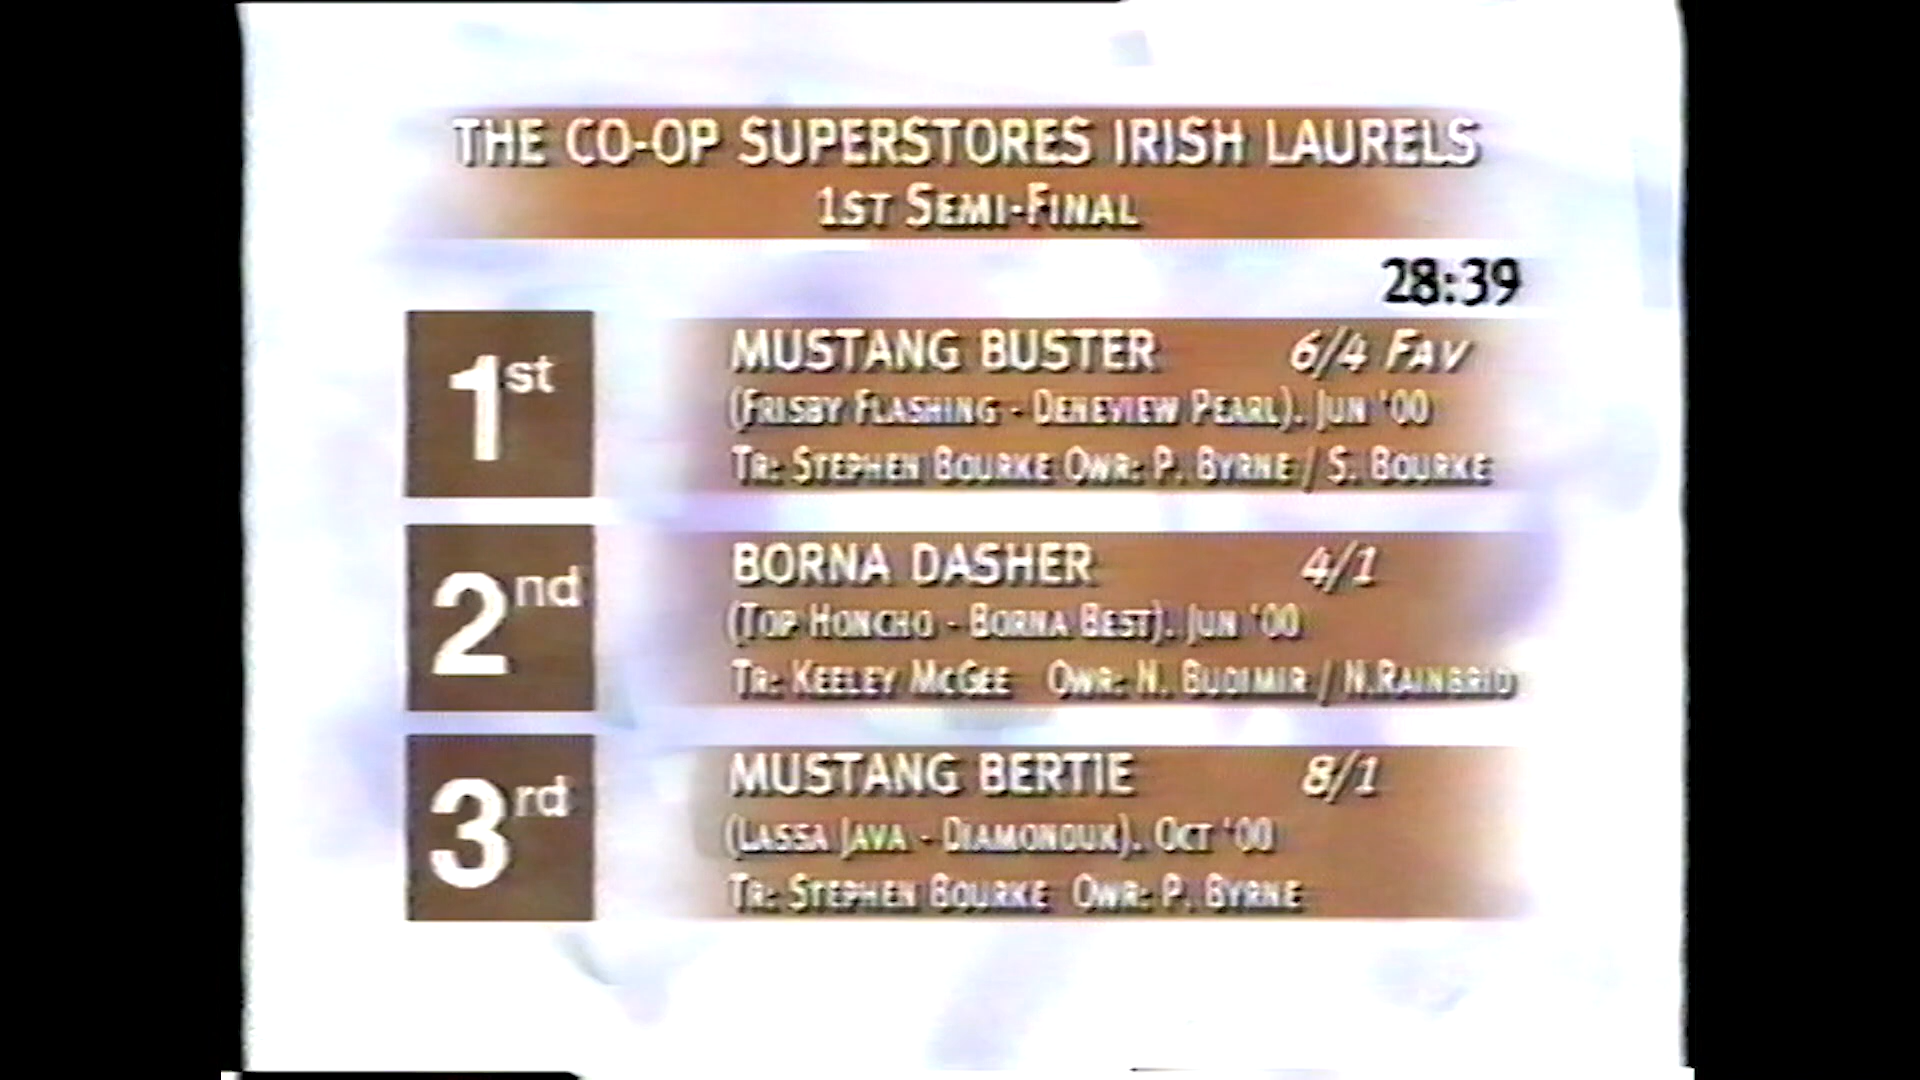 THE CO-OP SUPERSTORES IRISH LAURELS
1ST SEMI-FINAL
28:39
1st
MUSTANG BUSTER 6/4 FAV
(FRISBY FLASHING - DENEVIEW PEARL). JUN '00
TR: STEPHEN BOURKE OWR: P. BYRNE / S. BOURKE
2nd
BORNA DASHER 4/1
(TOP HONCHO - BORNA BEST). JUN '00
TR: KEELEY MCGEE OWR: N. BUDIMIR / N.RAINBRID
3rd
MUSTANG BERTIE 8/1
(LASSA JAVA - DIAMONDUX). OCT '00
TR: STEPHEN BOURKE OWR: P. BYRNE